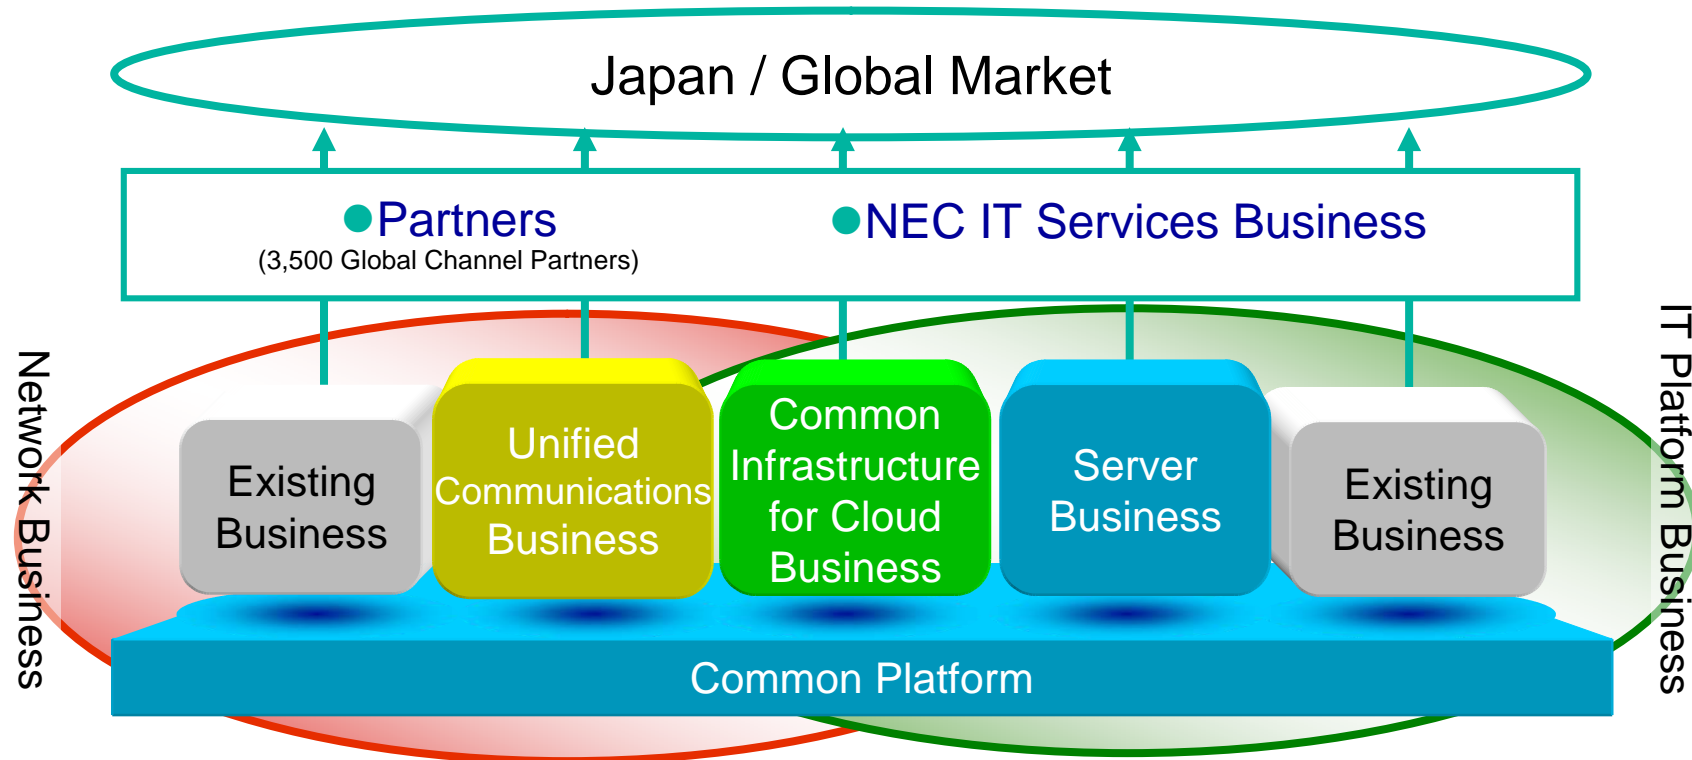 Japan / Global Market
●Partners
(3,500 Global Channel Partners)
●NEC IT Services Business
Network Business
IT Platform Business
Existing
Business
Unified
Communications
Business
Common
Infrastructure
for Cloud
Business
Server
Business
Existing
Business
Common Platform